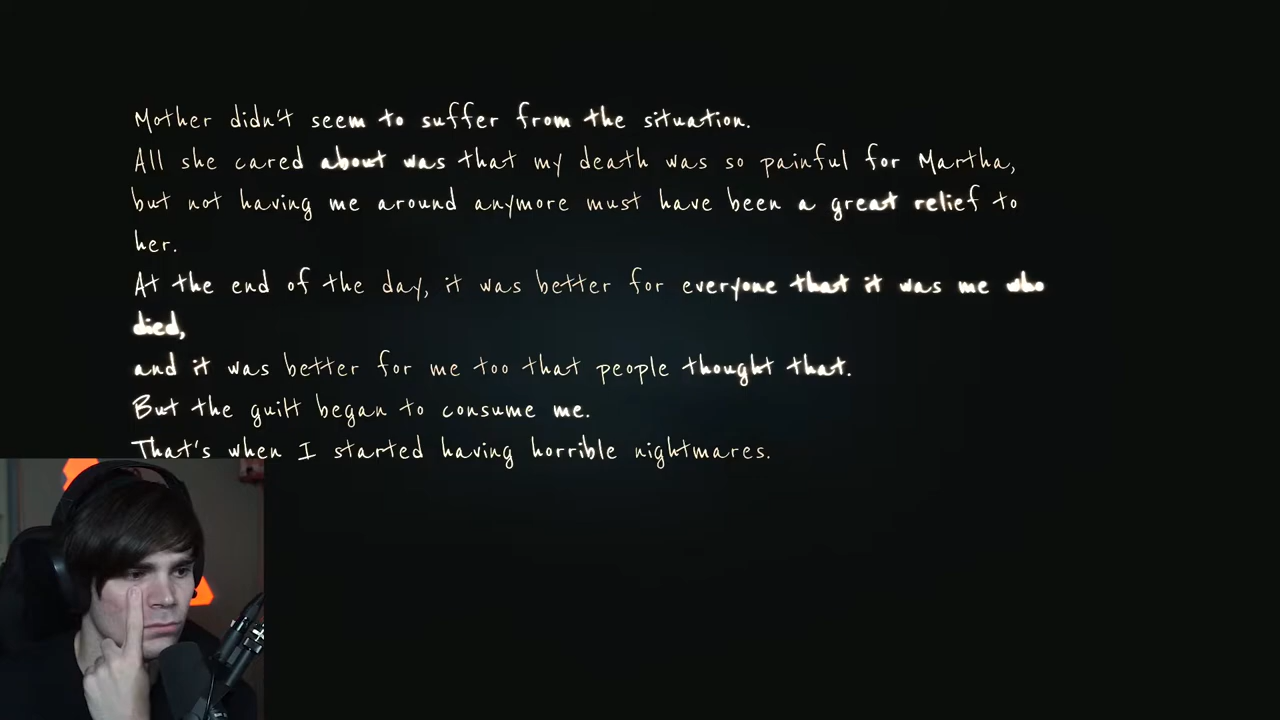 Mother didn't seem to suffer from the situation.
All she cared about was that my death was so painful for Martha,
but not having me around anymore must have been a great relief to
her.
At the end of the day, it was better for everyone that it was me who
died,
and it was better for me too that people thought that.
But the guilt began to consume me.
That's when I started having horrible nightmares.